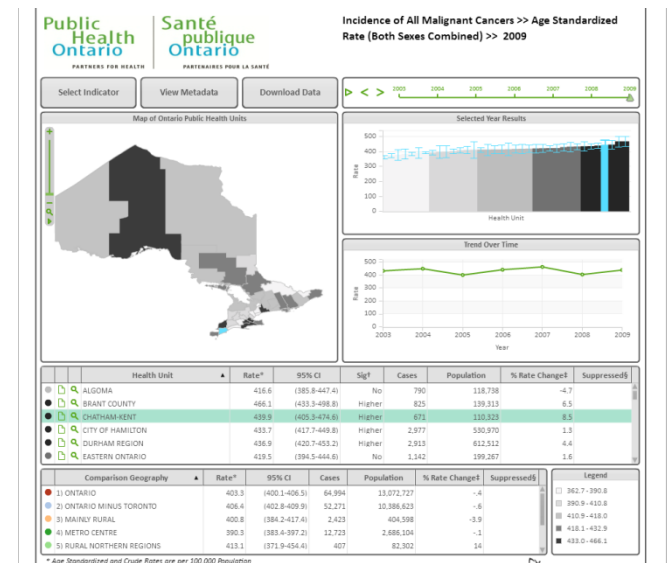 Public Health Ontario
PARTNERS FOR HEALTH
Santé publique Ontario
PARTENAIRES POUR LA SANTÉ
Incidence of All Malignant Cancers >> Age Standardized
Rate (Both Sexes Combined) >> 2009
Select Indicator
View Metadata
Download Data
2003 2004 2005 2006 2007 2008 2009
Map of Ontario Public Health Units
Selected Year Results
500
400
300
200
100
0
Rate
Health Unit
Trend Over Time
500
400
300
200
100
0
Rate
2003 2004 2005 2006 2007 2008 2009
Year
Health Unit ▲ Rate* 95% CI Sig† Cases Population % Rate Change‡ Suppressed§
ALGOMA 416.6 (385.8-447.4) No 790 118,738 -4.7
BRANT COUNTY 466.1 (433.3-498.8) Higher 825 139,313 6.5
CHATHAM-KENT 439.9 (405.3-474.6) Higher 671 110,323 8.5
CITY OF HAMILTON 433.7 (417.7-449.8) Higher 2,977 530,970 1.3
DURHAM REGION 436.9 (420.7-453.2) Higher 2,913 612,512 4.4
EASTERN ONTARIO 419.5 (394.5-444.6) No 1,142 199,267 1.6
Comparison Geography ▲ Rate* 95% CI Cases Population % Rate Change‡ Suppressed§
1) ONTARIO 403.3 (400.1-406.5) 64,994 13,072,727 -.4
2) ONTARIO MINUS TORONTO 406.4 (402.8-409.9) 52,271 10,386,623 -.6
3) MAINLY RURAL 400.8 (384.2-417.4) 2,423 404,598 -3.9
4) METRO CENTRE 390.3 (383.4-397.2) 12,723 2,686,104 -.1
5) RURAL NORTHERN REGIONS 413.1 (371.9-454.4) 407 82,302 14
Legend
362.7-390.8
390.9-410.8
410.9-418.0
418.1-432.9
433.0-466.1
* Age Standardized and Crude Rates are per 100,000 Population